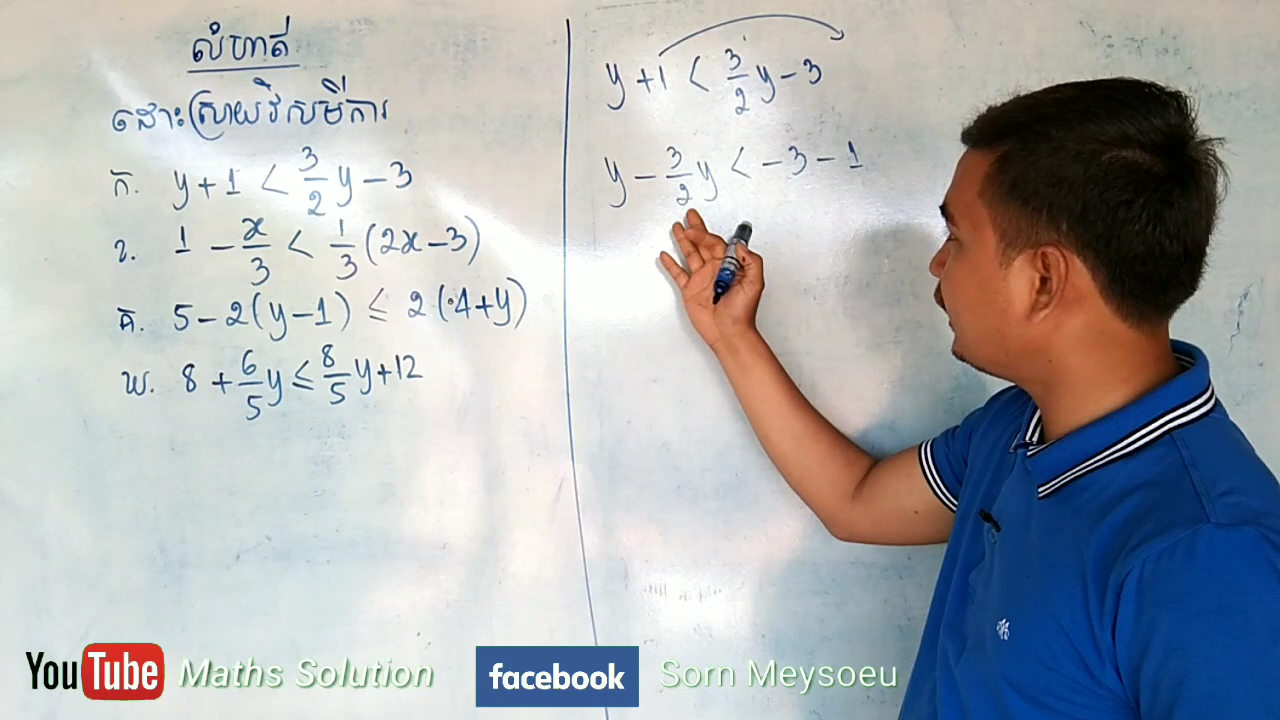 លំហាត់
ដោះស្រាយវិសមីការ
ក. y + 1 < 3/2 y − 3
ខ. 1 − x/3 < 1/3 (2x − 3)
គ. 5 − 2(y − 1) ≤ 2(4 + y)
ឃ. 8 + 6/5 y ≤ 8/5 y + 12
y + 1 < 3/2 y − 3
y − 3/2 y < −3 − 1
YouTube Maths Solution
facebook Sorn Meysoeu